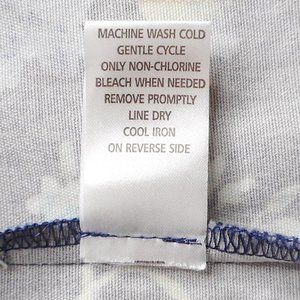 MACHINE WASH COLD
GENTLE CYCLE
ONLY NON-CHLORINE
BLEACH WHEN NEEDED
REMOVE PROMPTLY
LINE DRY
COOL IRON
ON REVERSE SIDE